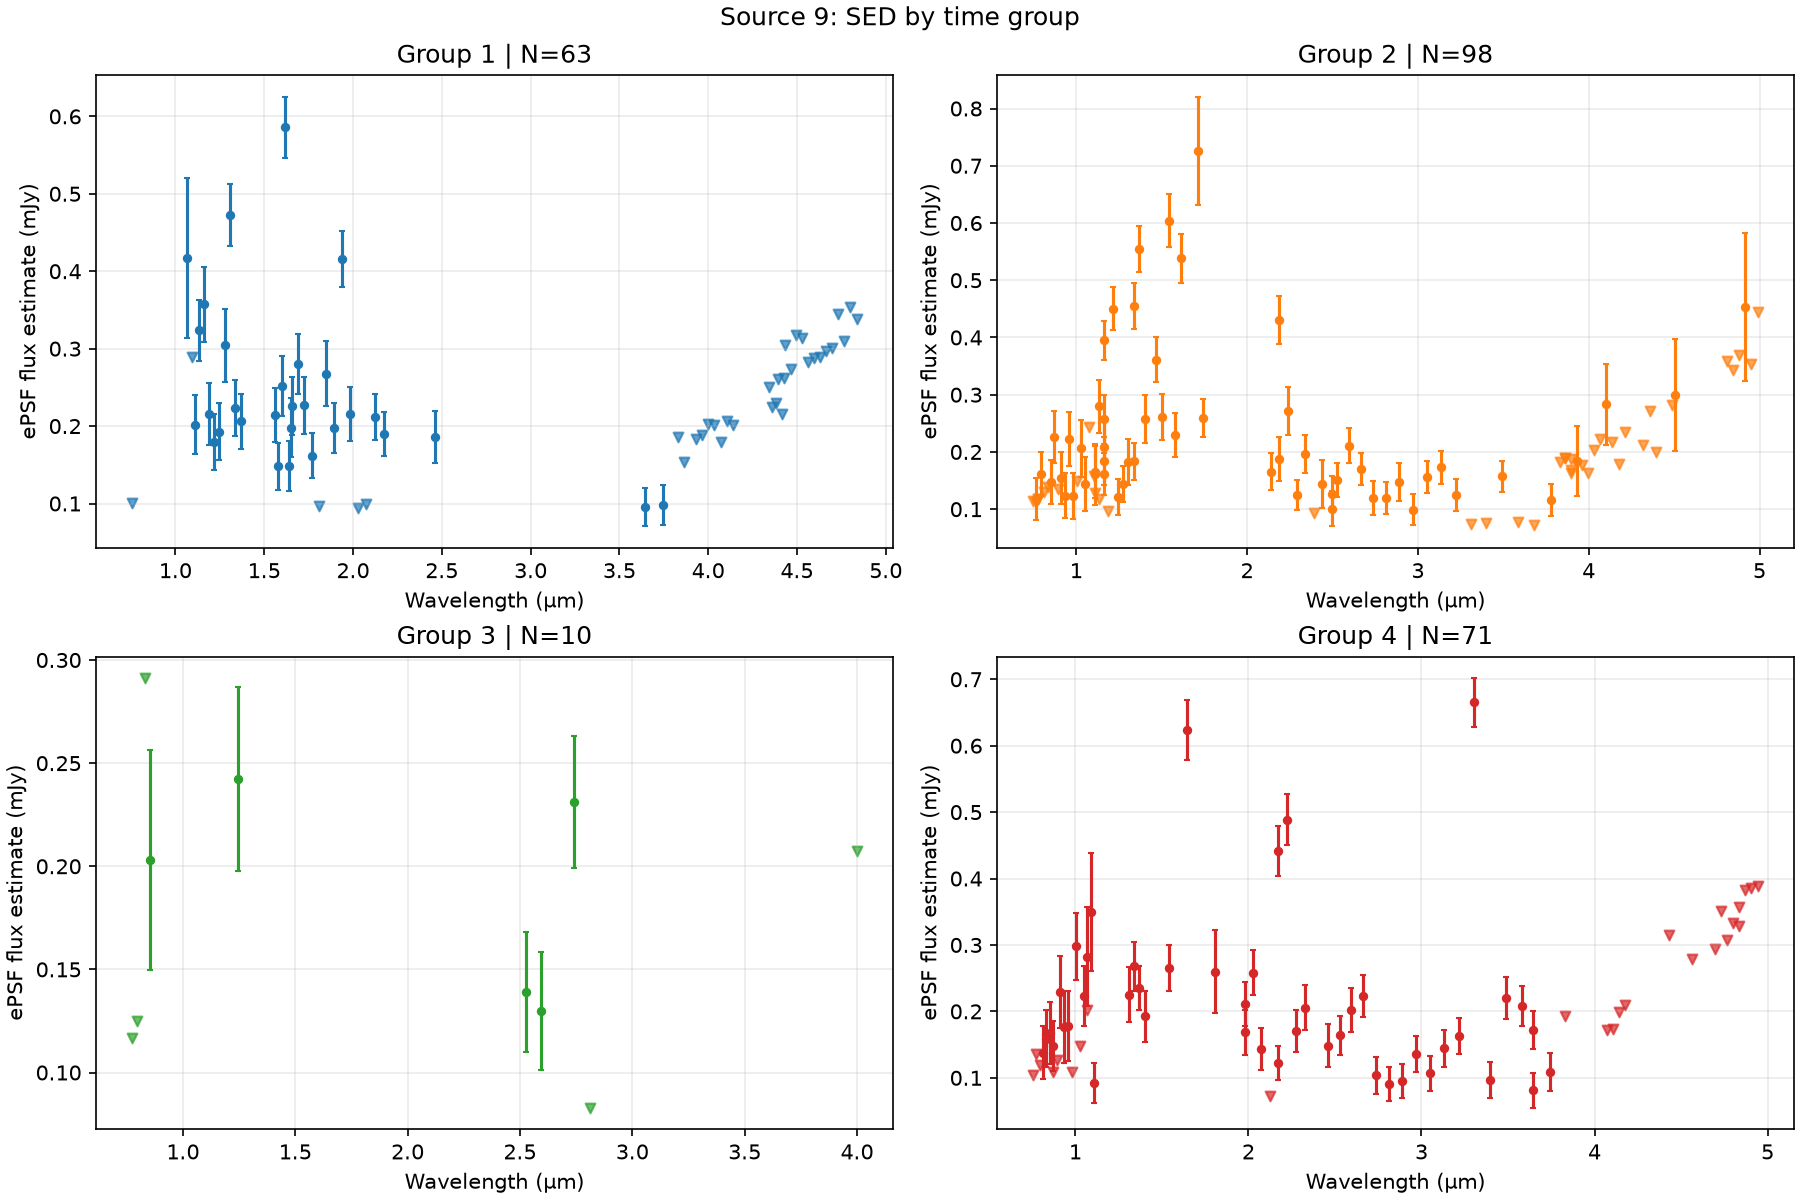 Source 9: SED by time group
Group 1 | N=63
ePSF flux estimate (mJy)
0.6
0.5
0.4
0.3
0.2
0.1
1.0 1.5 2.0 2.5 3.0 3.5 4.0 4.5 5.0
Wavelength (μm)
Group 2 | N=98
ePSF flux estimate (mJy)
0.8
0.7
0.6
0.5
0.4
0.3
0.2
0.1
1 2 3 4 5
Wavelength (μm)
Group 3 | N=10
ePSF flux estimate (mJy)
0.30
0.25
0.20
0.15
0.10
1.0 1.5 2.0 2.5 3.0 3.5 4.0
Wavelength (μm)
Group 4 | N=71
ePSF flux estimate (mJy)
0.7
0.6
0.5
0.4
0.3
0.2
0.1
1 2 3 4 5
Wavelength (μm)